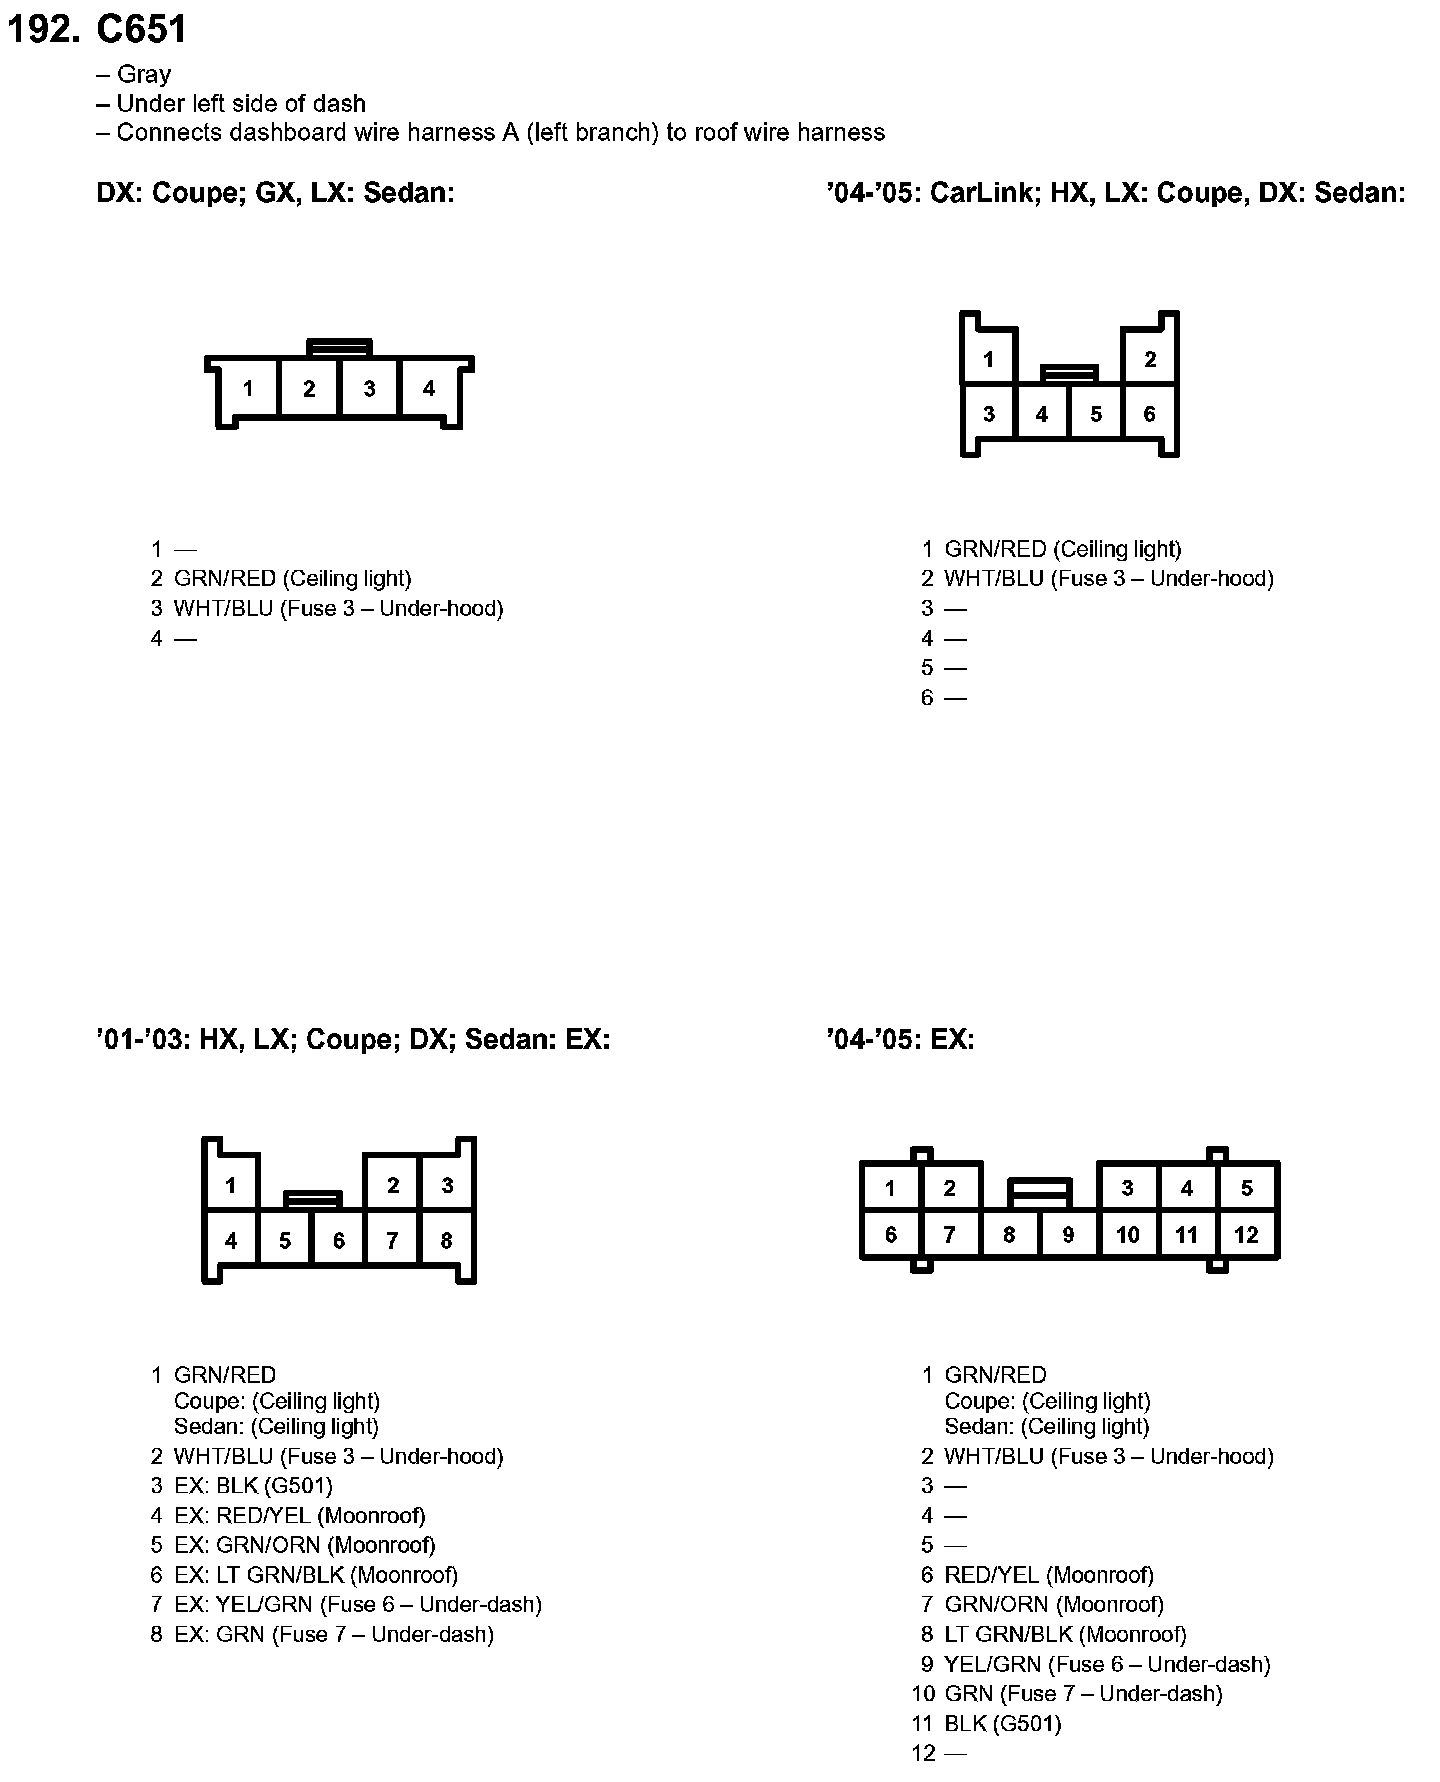 192. C651
– Gray
– Under left side of dash
– Connects dashboard wire harness A (left branch) to roof wire harness
DX: Coupe; GX, LX: Sedan:
1 2 3 4
1 —
2 GRN/RED (Ceiling light)
3 WHT/BLU (Fuse 3 – Under-hood)
4 —
’04-’05: CarLink; HX, LX: Coupe, DX: Sedan:
1 2
3 4 5 6
1 GRN/RED (Ceiling light)
2 WHT/BLU (Fuse 3 – Under-hood)
3 —
4 —
5 —
6 —
’01-’03: HX, LX; Coupe; DX; Sedan: EX:
1 2 3
4 5 6 7 8
1 GRN/RED
Coupe: (Ceiling light)
Sedan: (Ceiling light)
2 WHT/BLU (Fuse 3 – Under-hood)
3 EX: BLK (G501)
4 EX: RED/YEL (Moonroof)
5 EX: GRN/ORN (Moonroof)
6 EX: LT GRN/BLK (Moonroof)
7 EX: YEL/GRN (Fuse 6 – Under-dash)
8 EX: GRN (Fuse 7 – Under-dash)
’04-’05: EX:
1 2 3 4 5
6 7 8 9 10 11 12
1 GRN/RED
Coupe: (Ceiling light)
Sedan: (Ceiling light)
2 WHT/BLU (Fuse 3 – Under-hood)
3 —
4 —
5 —
6 RED/YEL (Moonroof)
7 GRN/ORN (Moonroof)
8 LT GRN/BLK (Moonroof)
9 YEL/GRN (Fuse 6 – Under-dash)
10 GRN (Fuse 7 – Under-dash)
11 BLK (G501)
12 —